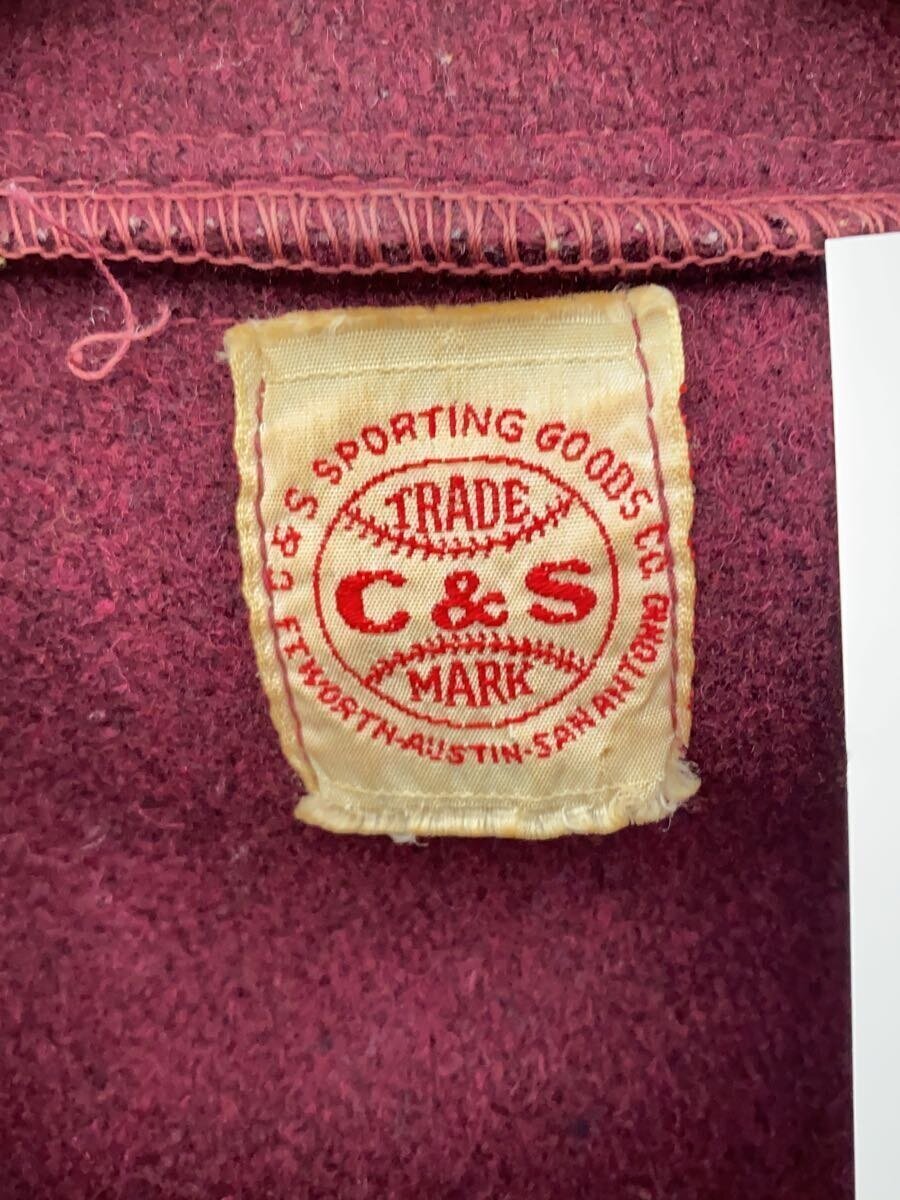 C & S SPORTING GOODS CO.
TRADE
C & S
MARK
FT WORTH-AUSTIN-SAN ANTONIO